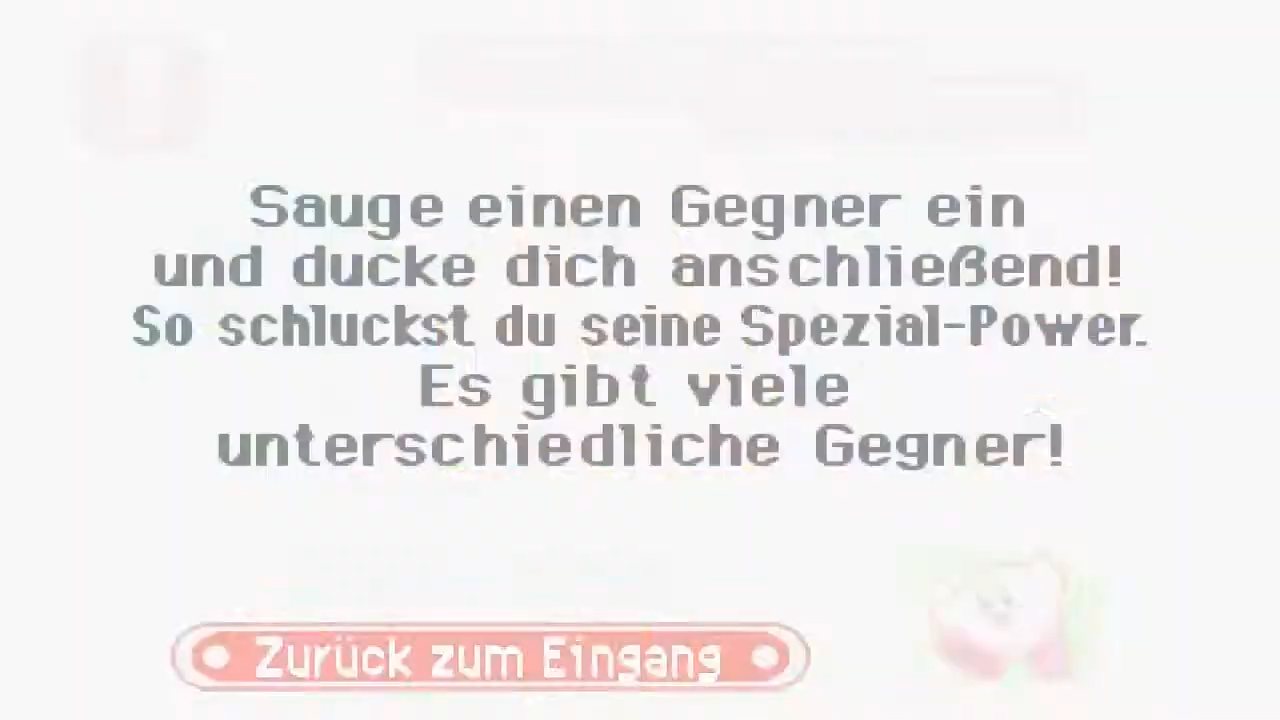 Sauge einen Gegner ein
und ducke dich anschließend!
So schluckst du seine Spezial-Power.
Es gibt viele
unterschiedliche Gegner!
Zurück zum Eingang